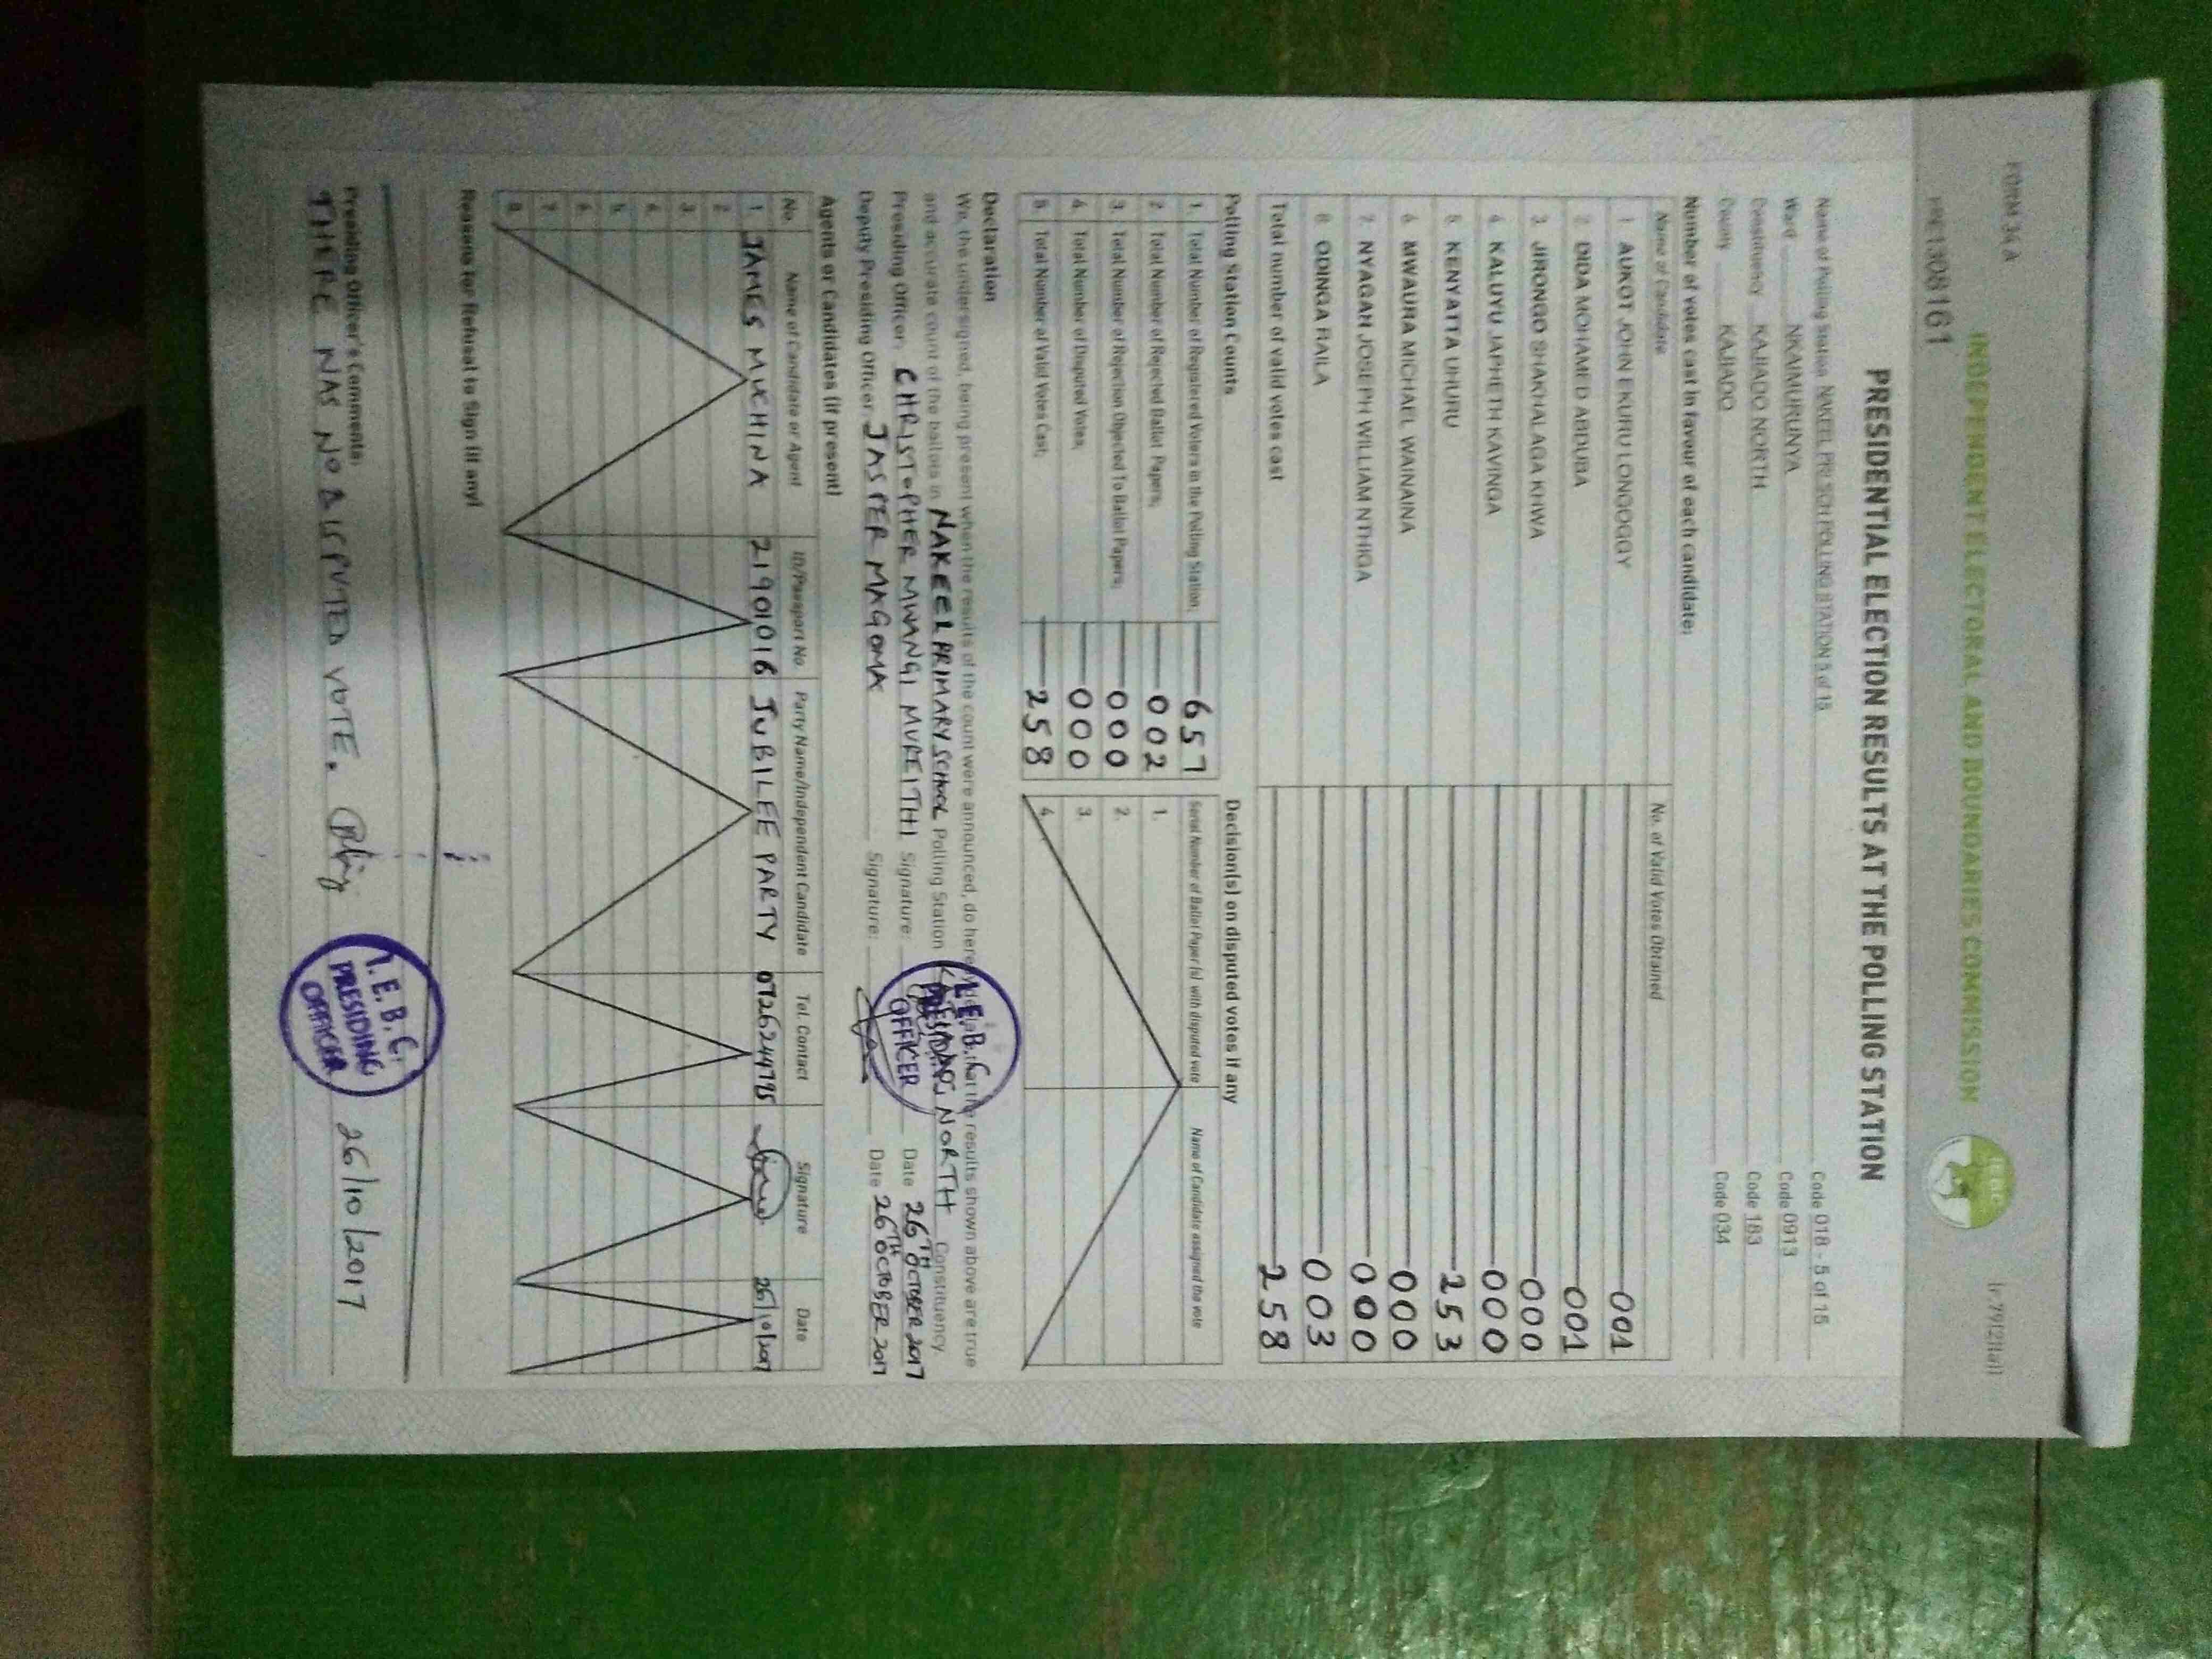 FORM 34 A
INDEPENDENT ELECTORAL AND BOUNDARIES COMMISSION
PRESIDENTIAL ELECTION RESULTS AT THE POLLING STATION
Name of Polling Station NAKEEL PRI SCH POLLING STATION 5 of 15 Code 018 - 5 of 15
Ward NKAIMURUNYA Code 0913
Constituency KAJIADO NORTH Code 183
County KAJIADO Code 034
Number of votes cast in favour of each candidate:
Name of Candidate No. of Valid Votes Obtained
1 AUKOT JOHN EKURU LONGOGGY 001
2 DIDA MOHAMED ABDUBA 001
3 JIRONGO SHAKHALAGA KHWA 000
4 KALUYU JAPHETH KAVINGA 000
5 KENYATTA UHURU 253
6 MWAURA MICHAEL WAINAINA 000
7 NYAGAH JOSEPH WILLIAM NTHIGA 000
8 ODINGA RAILA 003
Total number of valid votes cast 258
Polling Station Counts Decision(s) on disputed votes if any
1. Total Number of Registered Voters in the Polling Station; 657 Serial Number of Ballot Paper (s) with disputed vote Name of Candidate assigned the vote
2. Total Number of Rejected Ballot Papers; 002 1.
3. Total Number of Rejection Objected To Ballot Papers; 000 2.
4. Total Number of Disputed Votes; 000 3.
5. Total Number of Valid Votes Cast; 258 4.
Declaration
We, the undersigned, being present when the results of the count were announced, do hereby declare that the results shown above are true
and accurate count of the ballots in NAKEEL PRIMARY SCHOOL Polling Station NORTH Constituency.
Presiding Officer: CHRISTOPHER MWANGI MUREITHI Signature: Date 26TH OCTOBER 2017
Deputy Presiding Officer JASPER MAGOMA Signature: Date 26TH OCTOBER 2017
I.E.B.C.
PRESIDING
OFFICER
Agents or Candidates (if present)
No. Name of Candidate or Agent ID/Passport No Party Name/Independent Candidate Tel. Contact Signature Date
1. JAMES MUCHINA 21901016 JUBILEE PARTY 0726244785 26/10/2017
2
3.
4.
5.
6.
7.
8.
Reasons for Refusal to Sign (if any)
Presiding Officer's Comments:
THERE WAS NO DISPUTED VOTE. 26/10/2017
I.E.B.C.
PRESIDING
OFFICER